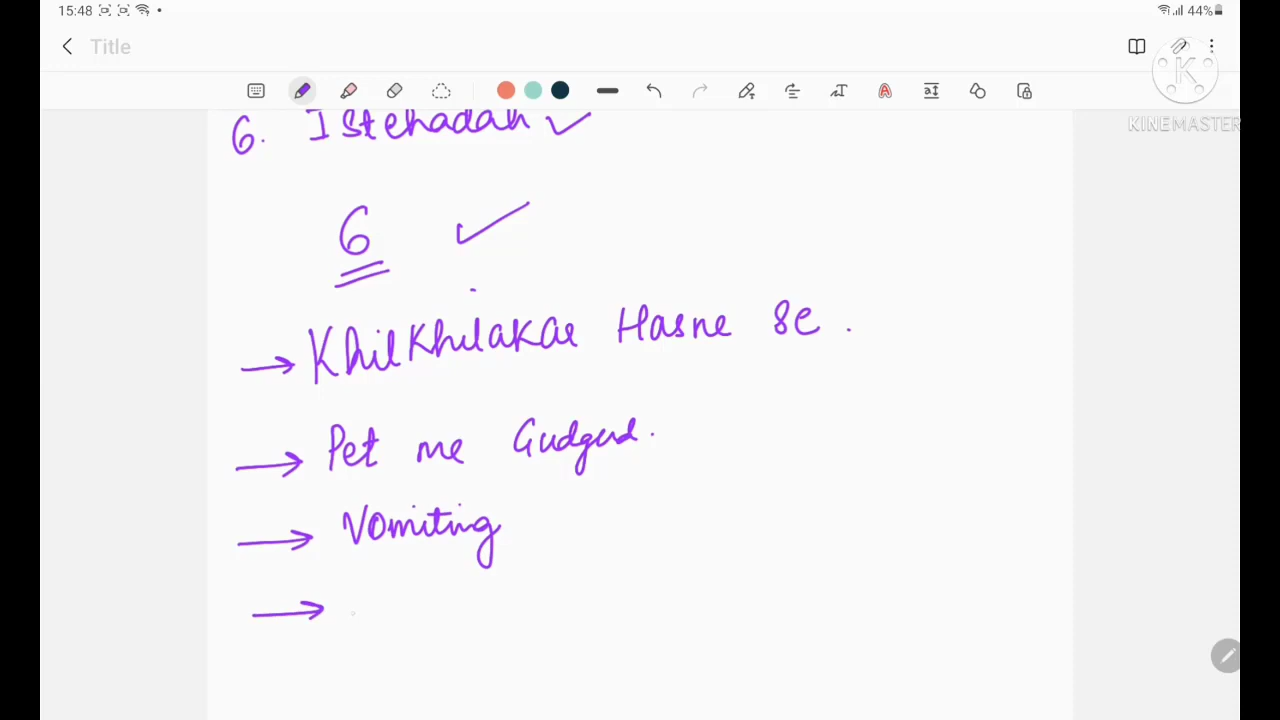 15:48
44%
Title
KINEMASTER
6. Istehadah
6
→ Khilkhilakar Hasne se.
→ Pet me Gudgud.
→ Vomiting
→